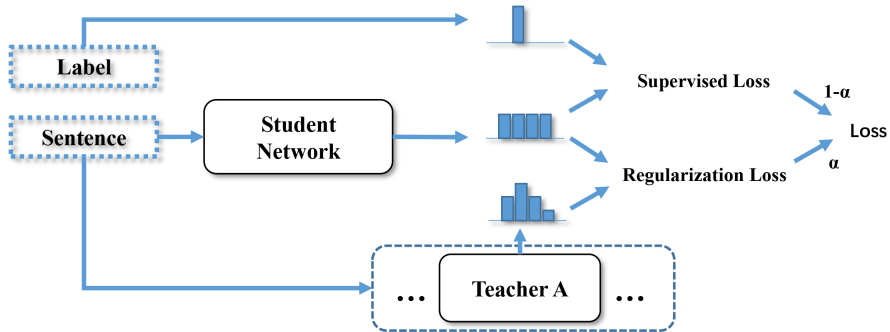 Label
Supervised Loss
1-α
Sentence
Student
Network
Loss
α
Regularization Loss
... Teacher A ...